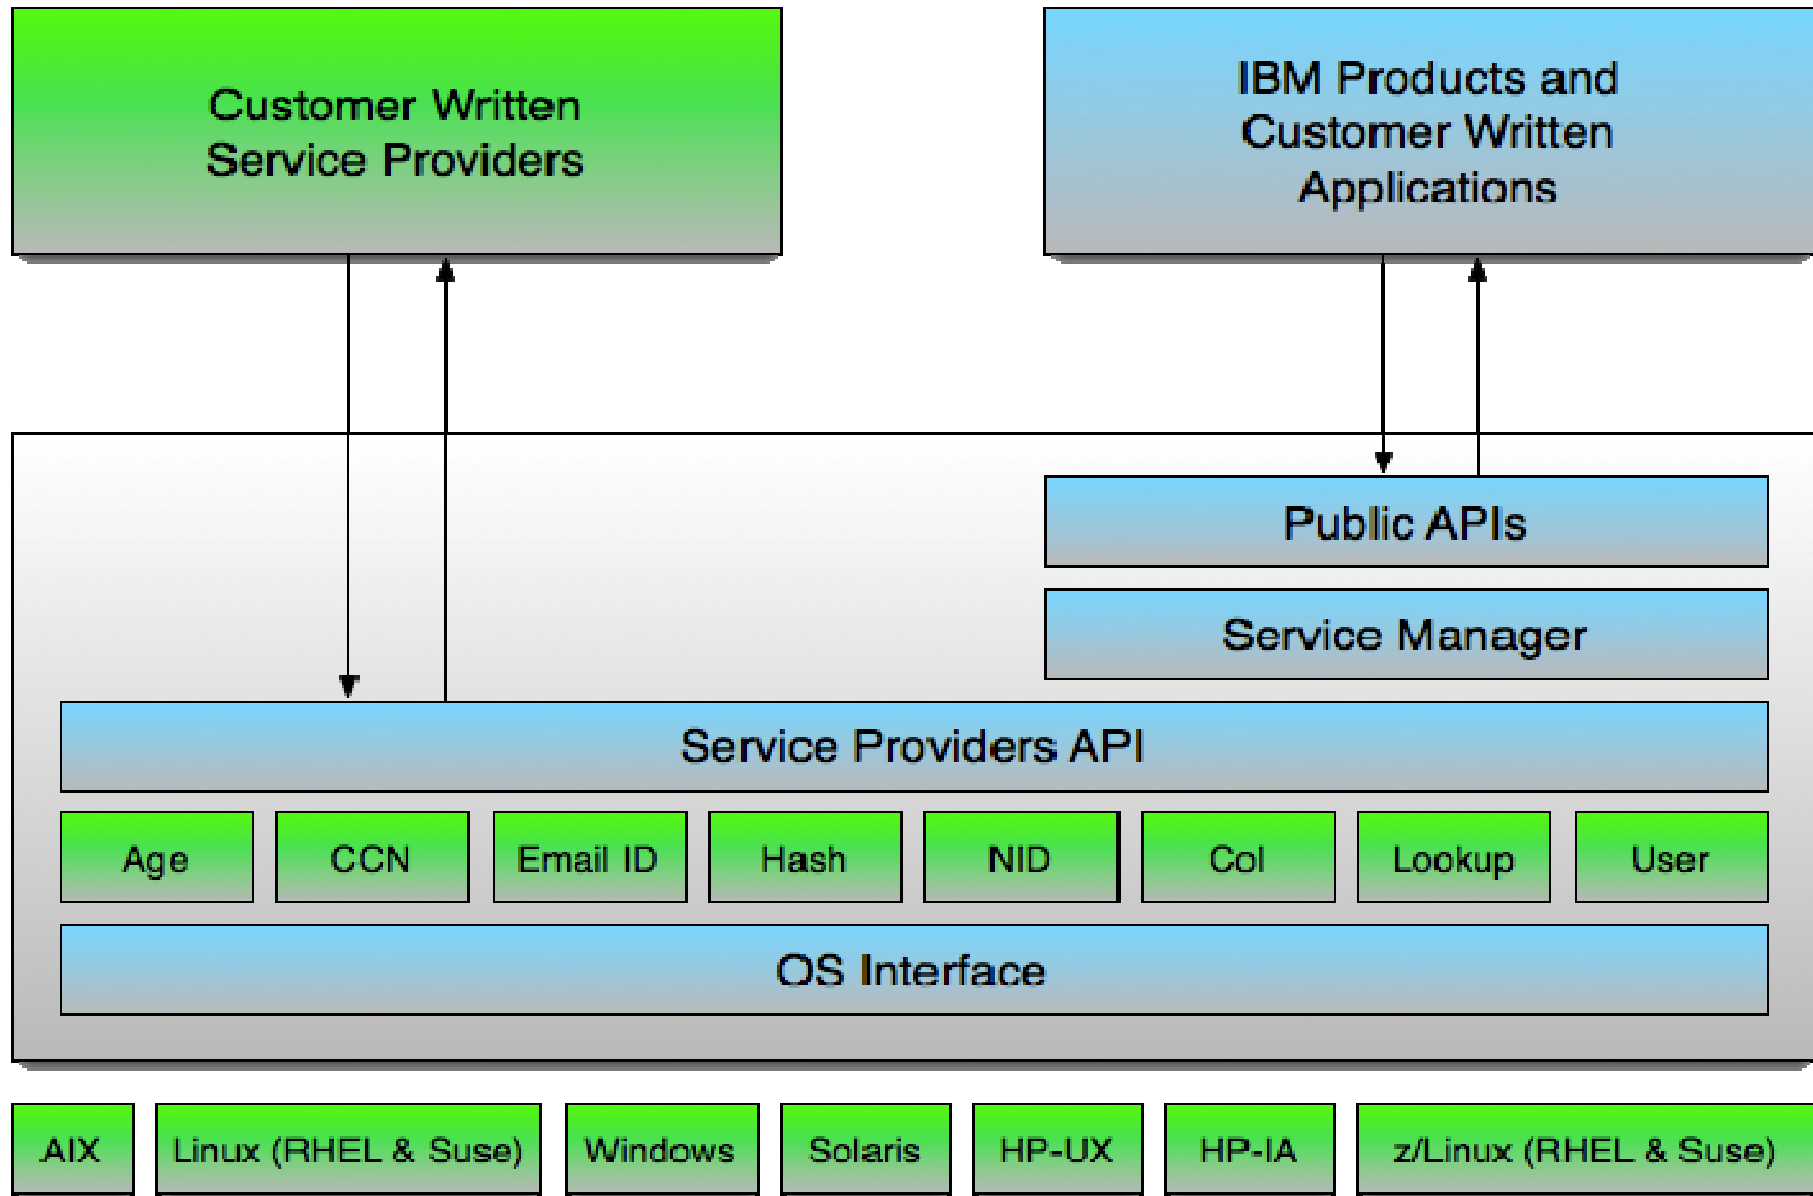 Customer Written
Service Providers
IBM Products and
Customer Written
Applications
Public APIs
Service Manager
Service Providers API
Age
CCN
Email ID
Hash
NID
Col
Lookup
User
OS Interface
AIX
Linux (RHEL & Suse)
Windows
Solaris
HP-UX
HP-IA
z/Linux (RHEL & Suse)